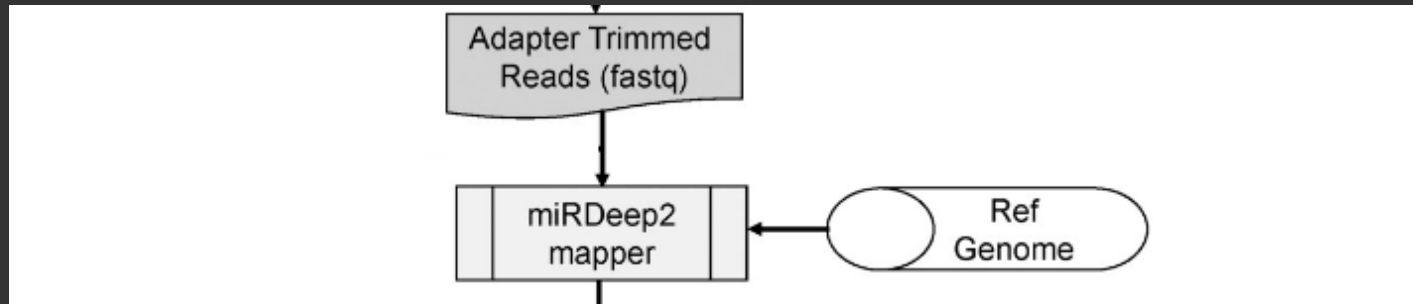 Adapter Trimmed
Reads (fastq)
miRDeep2
mapper
Ref
Genome